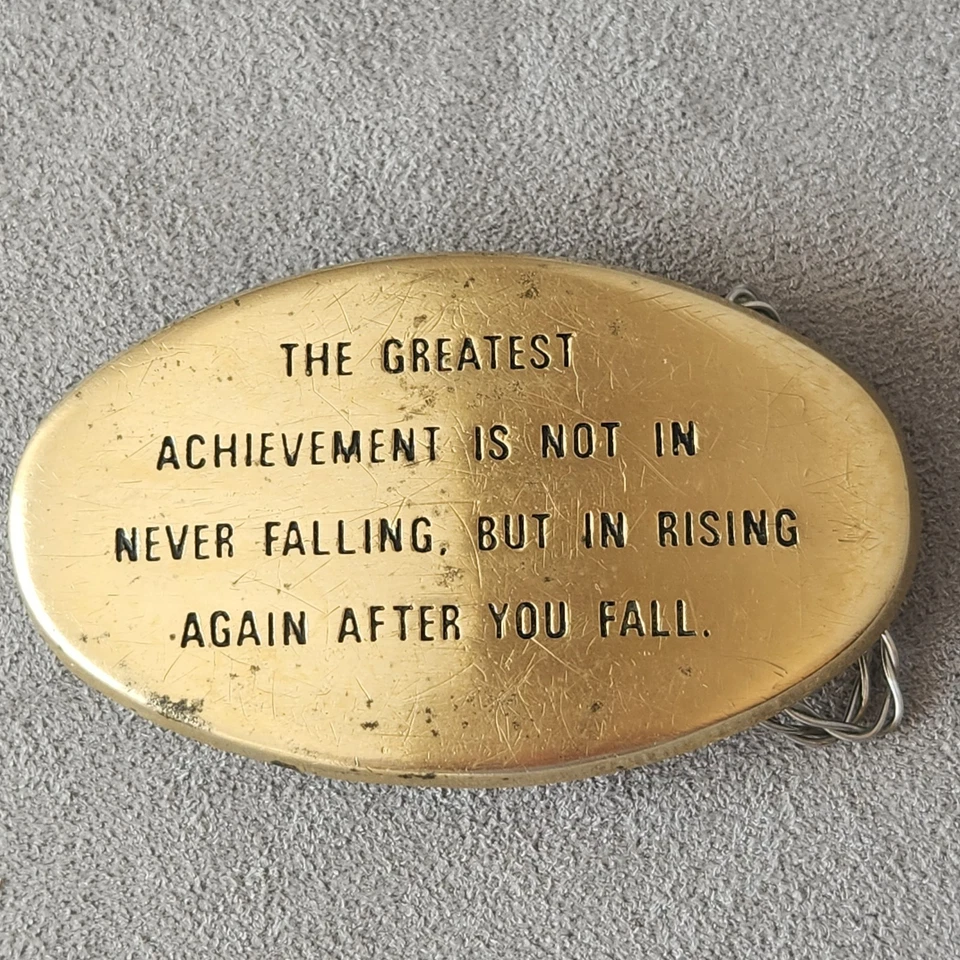 THE GREATEST
ACHIEVEMENT IS NOT IN
NEVER FALLING, BUT IN RISING
AGAIN AFTER YOU FALL.